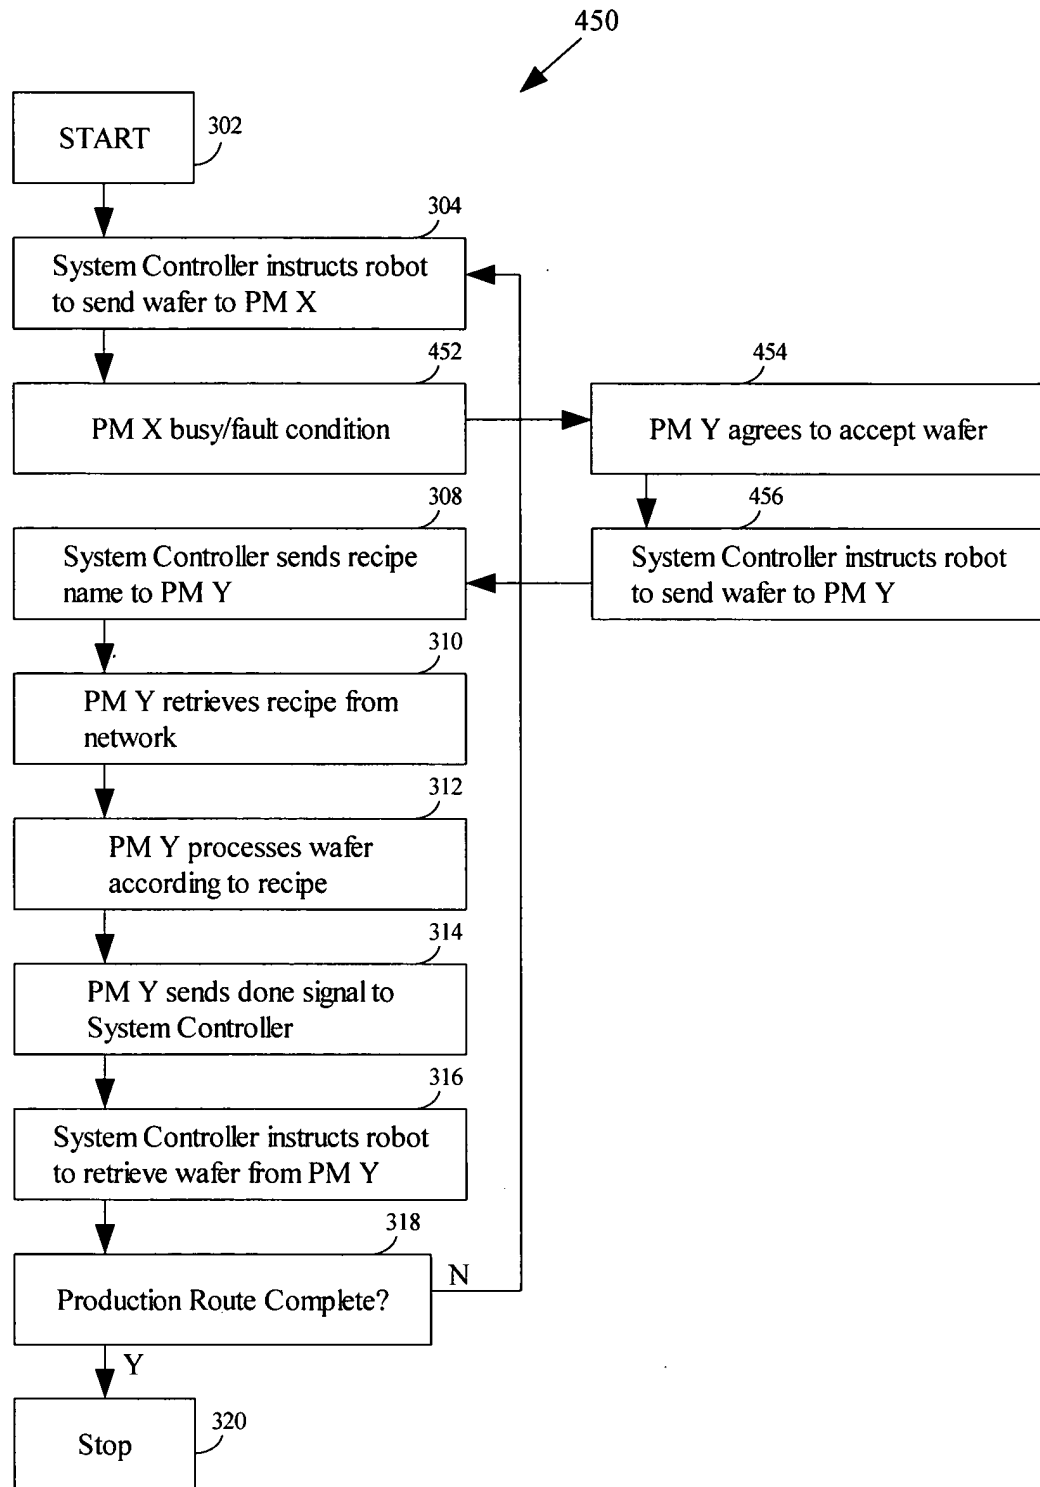 450
START
302
304
System Controller instructs robot
to send wafer to PM X
452
PM X busy/fault condition
454
PM Y agrees to accept wafer
456
System Controller instructs robot
to send wafer to PM Y
308
System Controller sends recipe
name to PM Y
310
PM Y retrieves recipe from
network
312
PM Y processes wafer
according to recipe
314
PM Y sends done signal to
System Controller
316
System Controller instructs robot
to retrieve wafer from PM Y
318
Production Route Complete?
N
Y
Stop
320